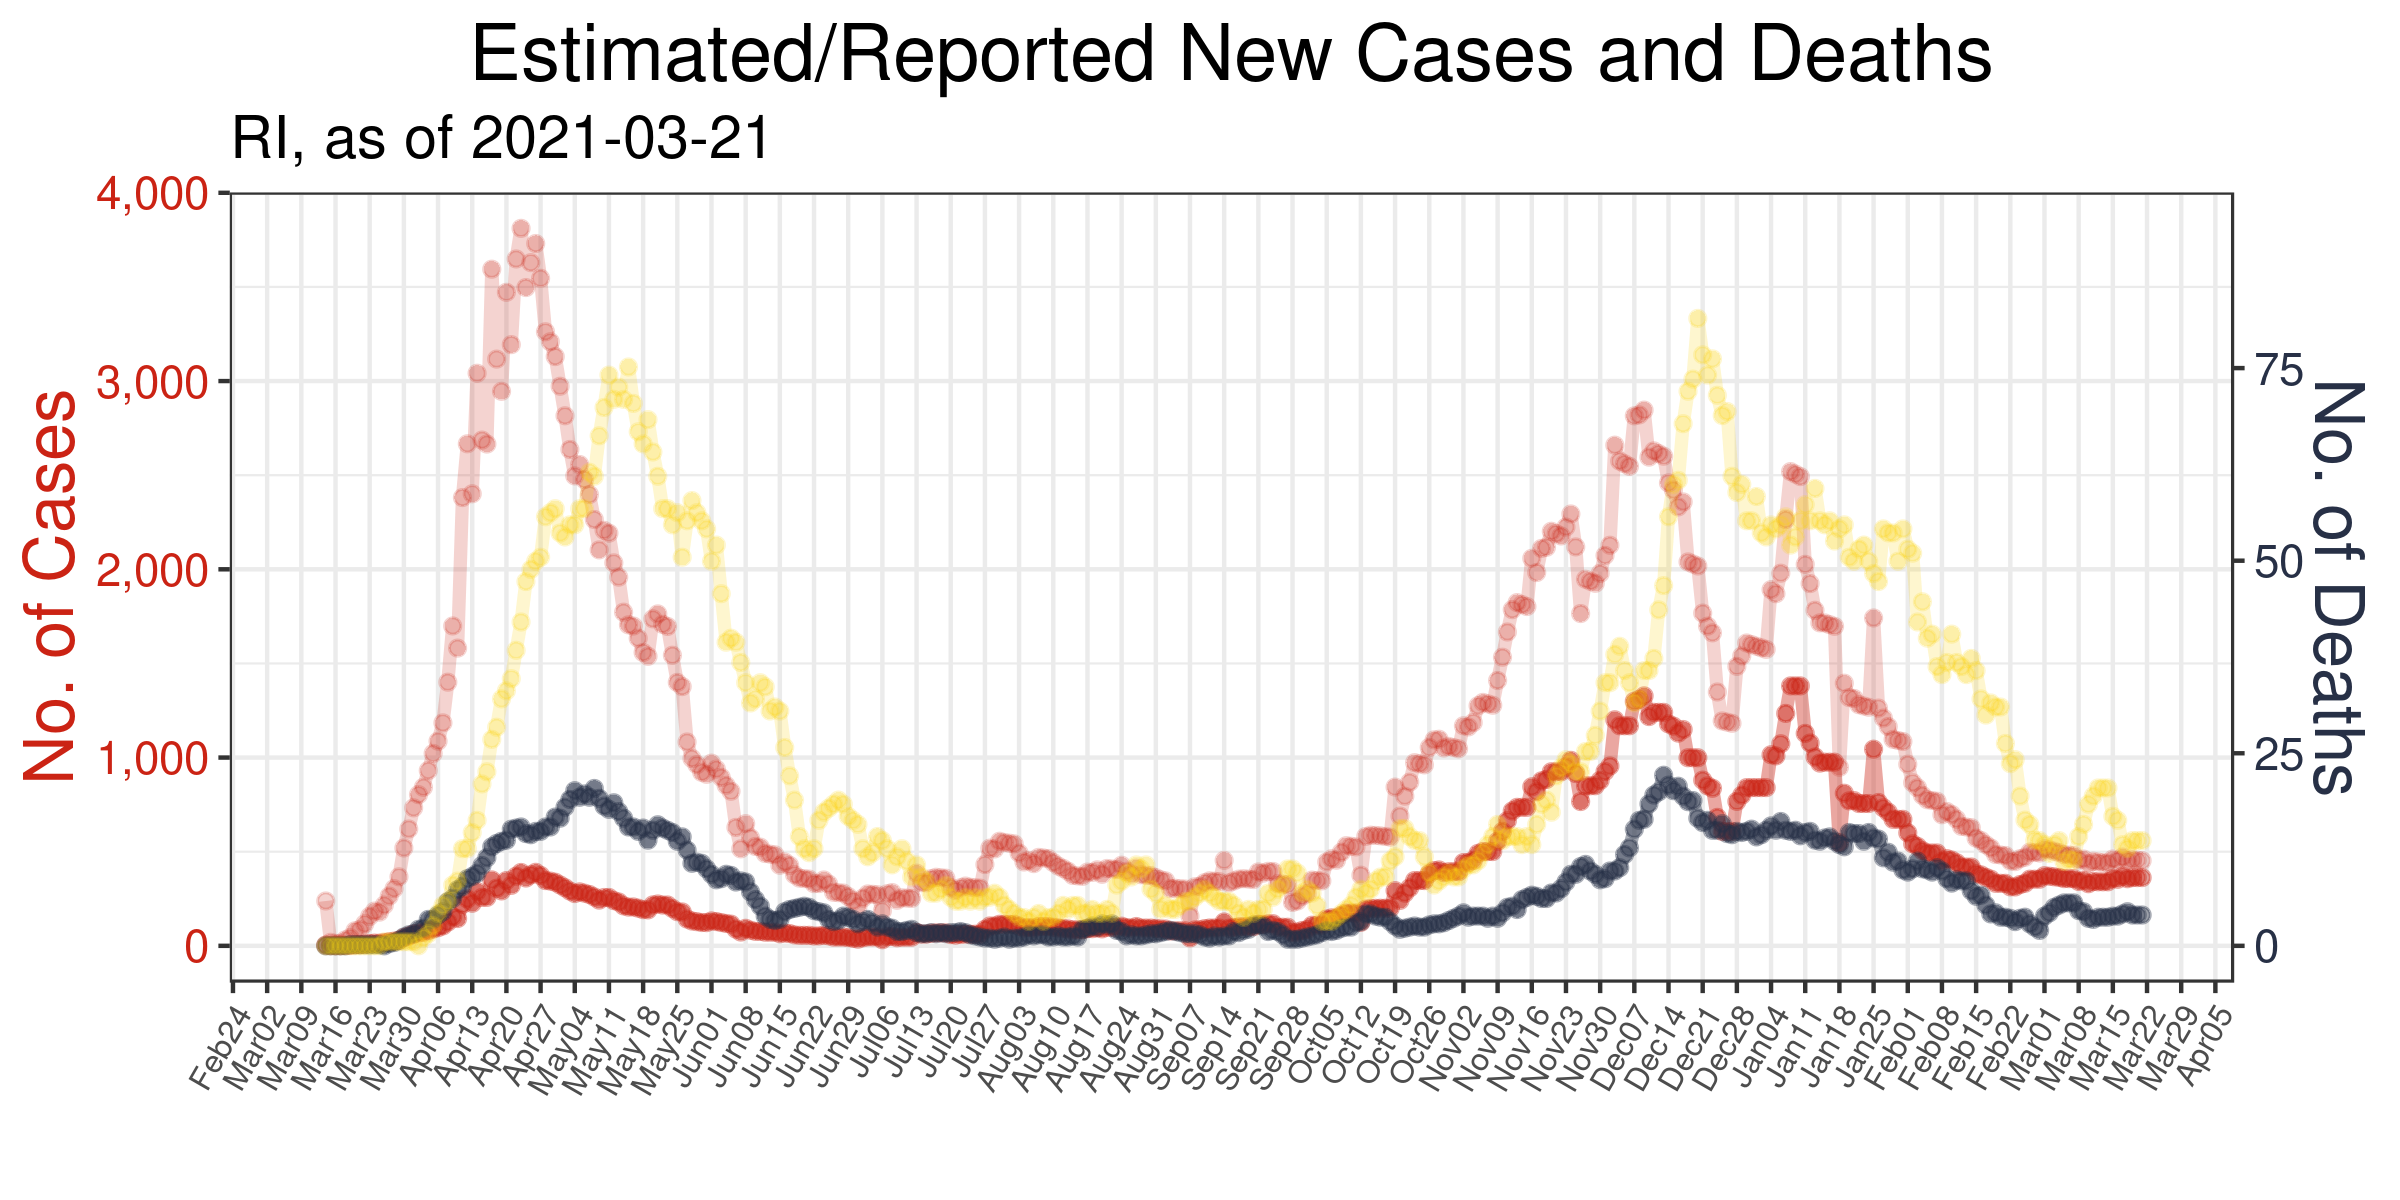 Estimated/Reported New Cases and Deaths
RI, as of 2021-03-21
No. of Cases
4,000
3,000
2,000
1,000
0
No. of Deaths
75
50
25
0
Feb24
Mar02
Mar09
Mar16
Mar23
Mar30
Apr06
Apr13
Apr20
Apr27
May04
May11
May18
May25
Jun01
Jun08
Jun15
Jun22
Jun29
Jul06
Jul13
Jul20
Jul27
Aug03
Aug10
Aug17
Aug24
Aug31
Sep07
Sep14
Sep21
Sep28
Oct05
Oct12
Oct19
Oct26
Nov02
Nov09
Nov16
Nov23
Nov30
Dec07
Dec14
Dec21
Dec28
Jan04
Jan11
Jan18
Jan25
Feb01
Feb08
Feb15
Feb22
Mar01
Mar08
Mar15
Mar22
Mar29
Apr05